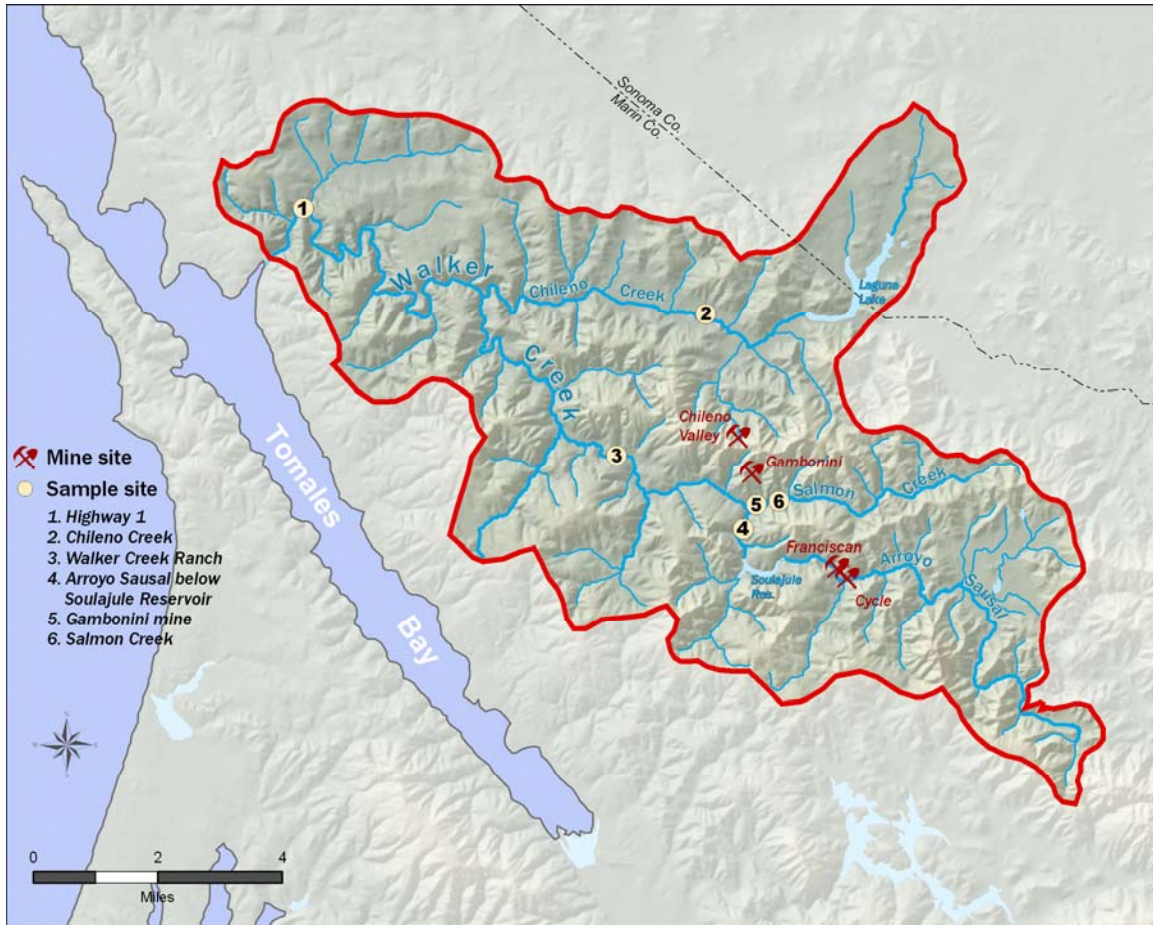 Sonoma Co.
Marin Co.
1
Walker
Chileno Creek
2
Laguna
Lake
Creek
Chileno
Valley
Gambonini
3
5
6
Salmon Creek
4
Franciscan
Arroyo
Sausal
Soulajule
Res.
Cycle
Tomales
Bay
Mine site
Sample site
1. Highway 1
2. Chileno Creek
3. Walker Creek Ranch
4. Arroyo Sausal below
Soulajule Reservoir
5. Gambonini mine
6. Salmon Creek
N
E
S
W
0 2 4
Miles